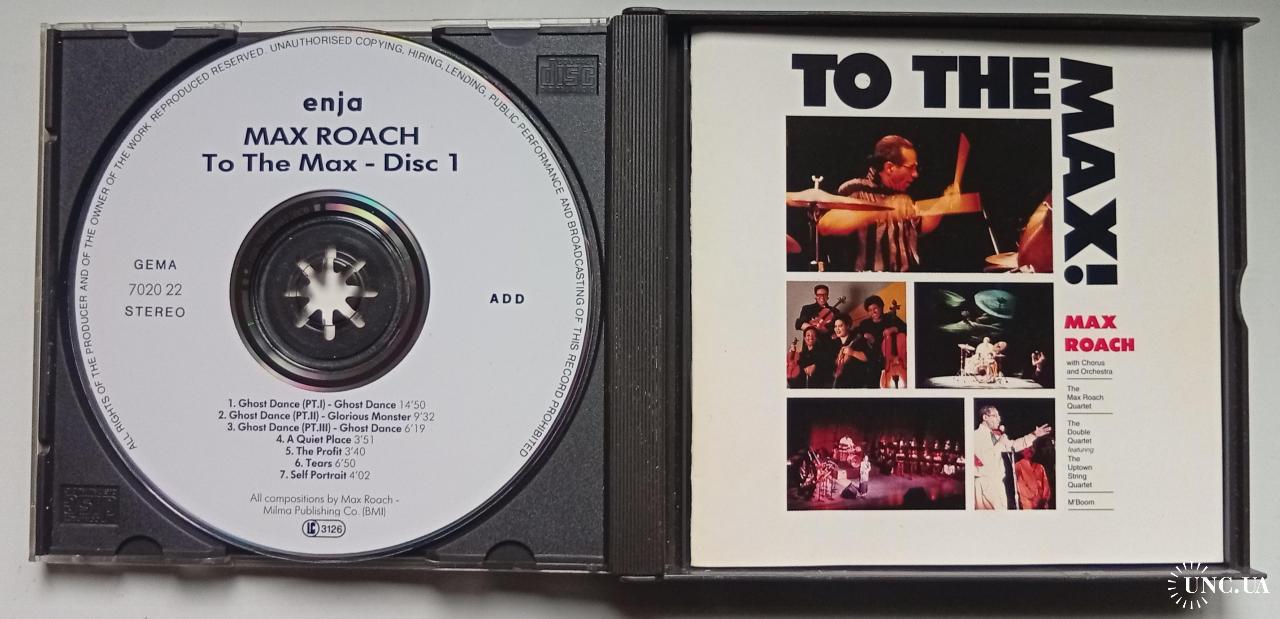 ALL RIGHTS OF THE PRODUCER AND OF THE OWNER OF THE WORK REPRODUCED RESERVED. UNAUTHORISED COPYING, HIRING, LENDING, PUBLIC PERFORMANCE AND BROADCASTING OF THIS RECORD PROHIBITED
enja
MAX ROACH
To The Max - Disc 1
GEMA
7020 22
STEREO
ADD
1. Ghost Dance (PT.I) - Ghost Dance 14'50
2. Ghost Dance (PT.II) - Glorious Monster 9'32
3. Ghost Dance (PT.III) - Ghost Dance 6'19
4. A Quiet Place 3'51
5. The Profit 3'40
6. Tears 6'50
7. Self Portrait 4'02
All compositions by Max Roach -
Milma Publishing Co. (BMI)
LC 3126
disc
TO THE
MAX!
MAX
ROACH
with Chorus
and Orchestra
The
Max Roach
Quartet
The
Double
Quartet
featuring
The
Uptown
String
Quartet
M'Boom
UNC.UA